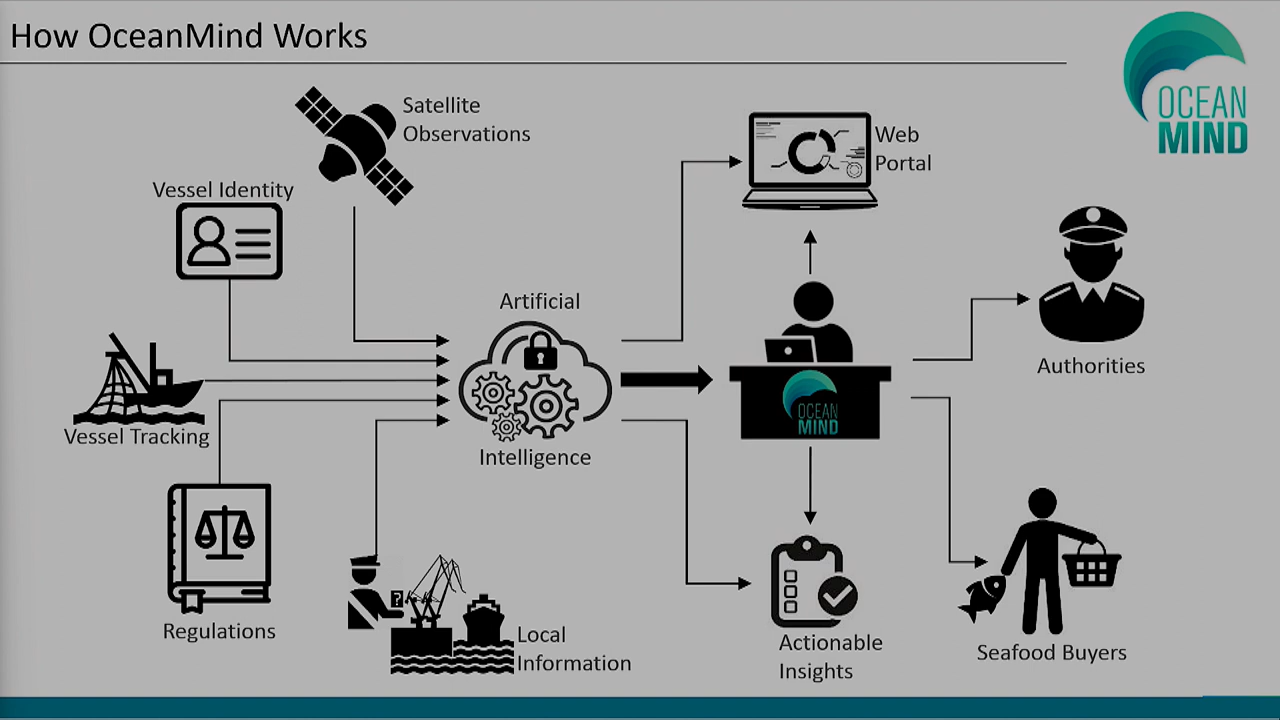 How OceanMind Works
OCEAN
MIND
Satellite
Observations
Vessel Identity
Web
Portal
Artificial
Intelligence
Vessel Tracking
OCEAN
MIND
Authorities
Regulations
?
Local
Information
Actionable
Insights
Seafood Buyers